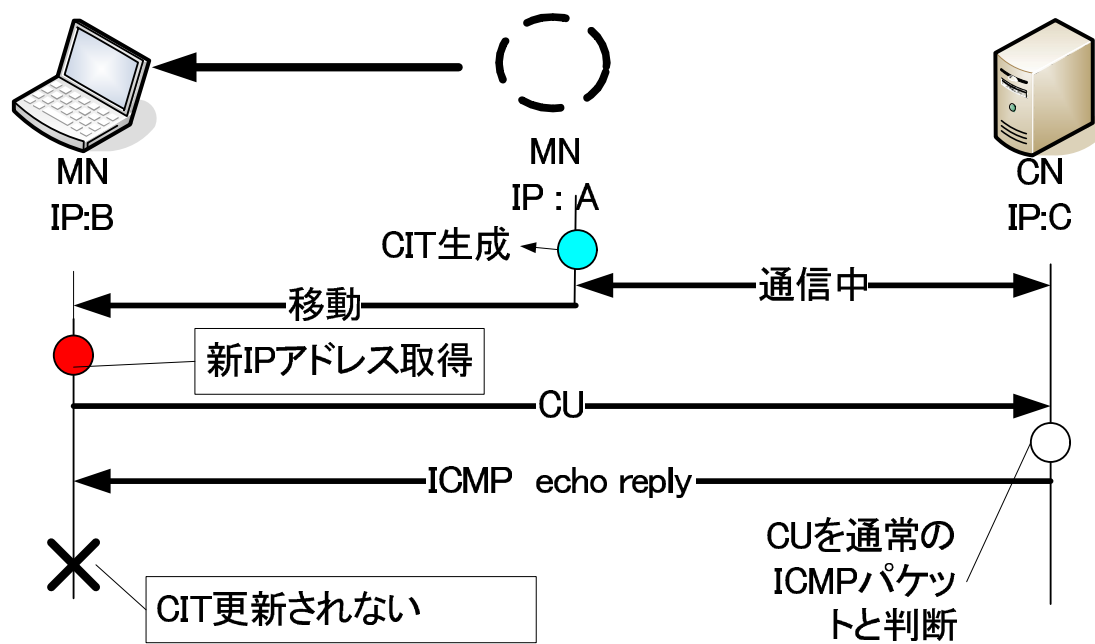 MN
IP:B
MN
IP : A
CN
IP:C
CIT生成
通信中
移動
新IPアドレス取得
CU
ICMP echo reply
CUを通常の
ICMPパケッ
トと判断
CIT更新されない